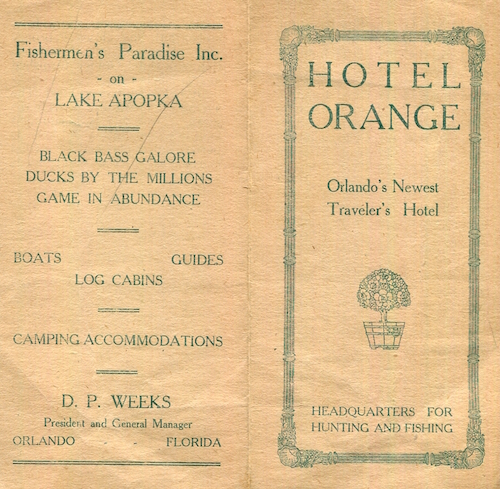 Fishermen's Paradise Inc.
- on -
LAKE APOPKA
BLACK BASS GALORE
DUCKS BY THE MILLIONS
GAME IN ABUNDANCE
BOATS GUIDES
LOG CABINS
CAMPING ACCOMMODATIONS
D. P. WEEKS
President and General Manager
ORLANDO - FLORIDA
HOTEL
ORANGE
Orlando's Newest
Traveler's Hotel
HEADQUARTERS FOR
HUNTING AND FISHING